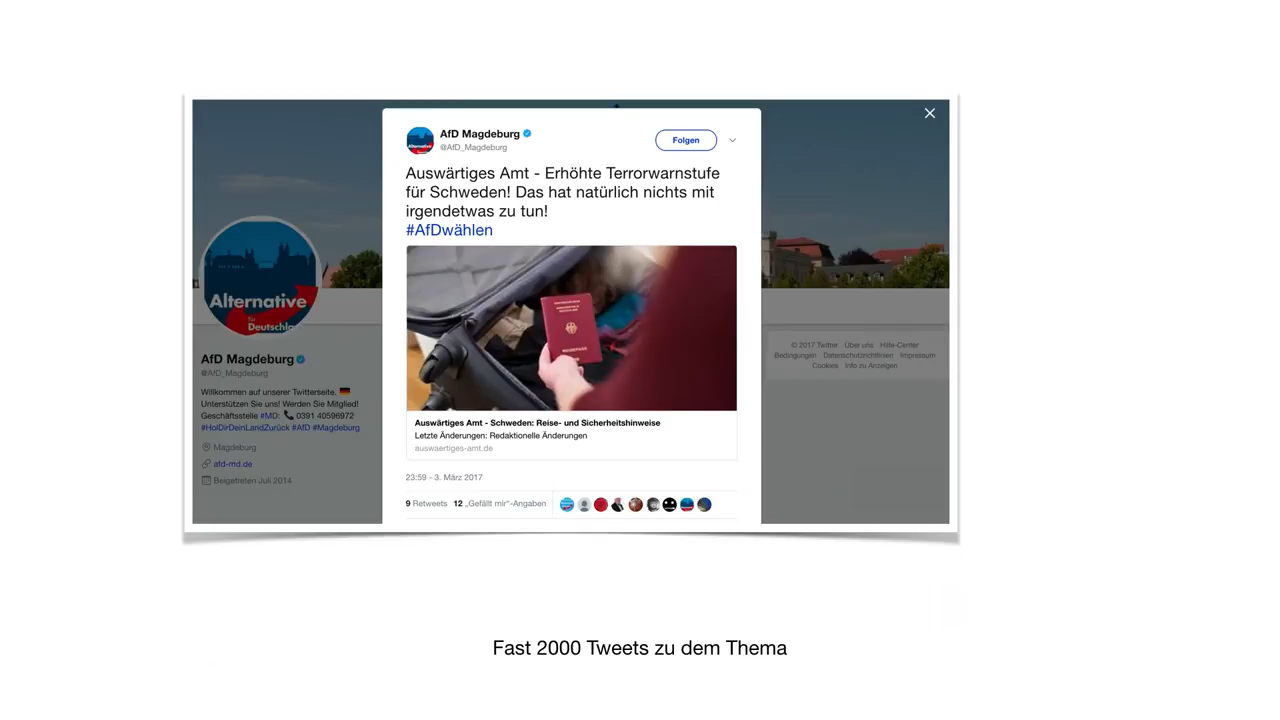 AfD Magdeburg
@AfD_Magdeburg
Folgen
Auswärtiges Amt - Erhöhte Terrorwarnstufe
für Schweden! Das hat natürlich nichts mit
irgendetwas zu tun!
#AfDwählen
Auswärtiges Amt - Schweden: Reise- und Sicherheitshinweise
Letzte Änderungen: Redaktionelle Änderungen
auswaertiges-amt.de
23:59 - 3. März 2017
9 Retweets 12 „Gefällt mir“-Angaben
Alternative
für
Deutschla
AfD Magdeburg
@AfD_Magdeburg
Willkommen auf unserer Twitterseite.
Unterstützen Sie uns! Werden Sie Mitglied!
Geschäftsstelle #MD: 0391 40596972
#HolDirDeinLandZurück #AfD #Magdeburg
Magdeburg
afd-md.de
Beigetreten Juli 2014
© 2017 Twitter Über uns Hilfe-Center
Bedingungen Datenschutzrichtlinien Impressum
Cookies Info zu Anzeigen
Fast 2000 Tweets zu dem Thema